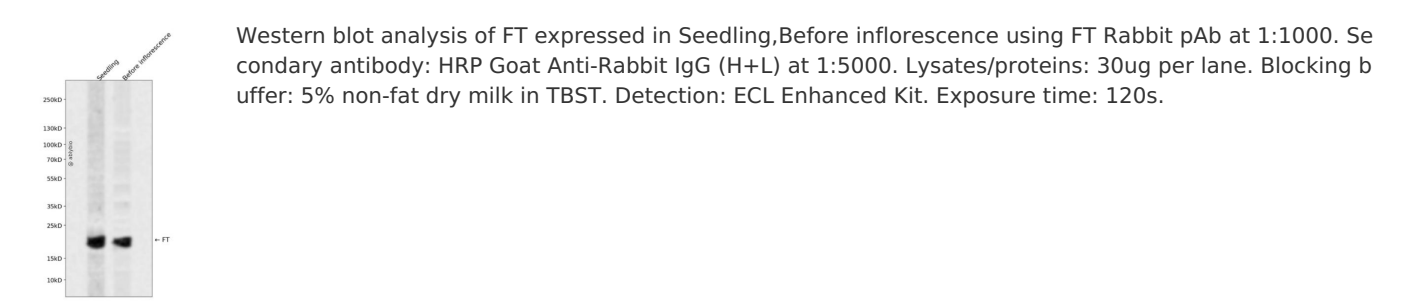 Seedling
Before inflorescence
Western blot analysis of FT expressed in Seedling,Before inflorescence using FT Rabbit pAb at 1:1000. Se
condary antibody: HRP Goat Anti-Rabbit IgG (H+L) at 1:5000. Lysates/proteins: 30ug per lane. Blocking b
uffer: 5% non-fat dry milk in TBST. Detection: ECL Enhanced Kit. Exposure time: 120s.
250kD
130kD
100kD
70kD
55kD
35kD
25kD
← FT
15kD
10kD